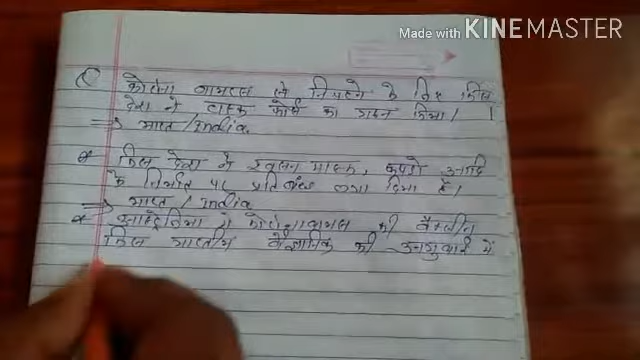 Made with KINEMASTER
Q कोरोना वायरस से निपटने के लिए किस
देश ने टास्क फोर्स का गठन किया।
=> भारत/india
किस देश ने श्वसन मास्क, कपडो आदि
के निर्यात पर प्रतिबंध लगा दिया है।
=> भारत/india
आस्ट्रेलिया ने कोरोनावायरस की वैक्सीन
किस भारतीय वैज्ञानिक की अगुवाई में